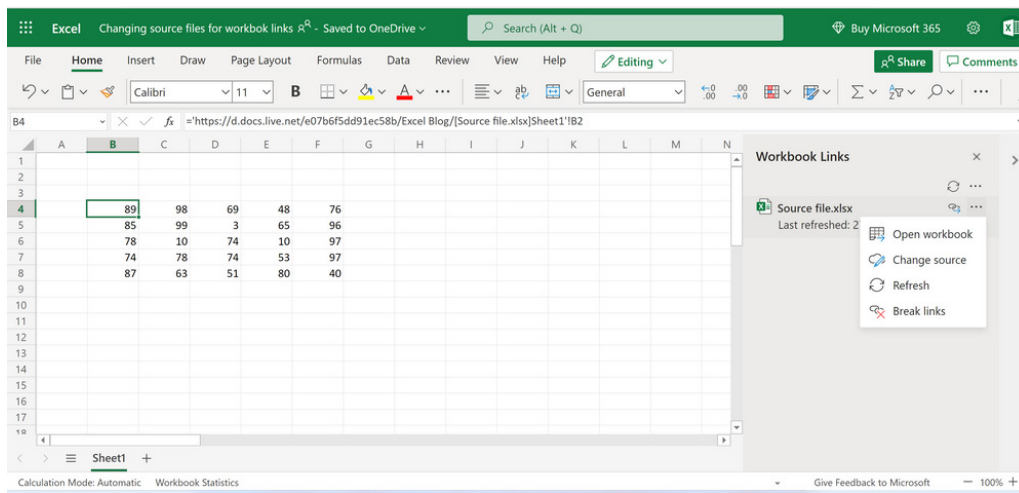 Excel Changing source files for workbok links - Saved to OneDrive Search (Alt + Q) Buy Microsoft 365
File Home Insert Draw Page Layout Formulas Data Review View Help Editing Share Comments
Calibri 11 B A General
B4 fx ='https://d.docs.live.net/e07b6f5dd91ec58b/Excel Blog/[Source file.xlsx]Sheet1'!B2
A B C D E F G H I J K L M N
1
2
3
4 89 98 69 48 76
5 85 99 3 65 96
6 78 10 74 10 97
7 74 78 74 53 97
8 87 63 51 80 40
9
10
11
12
13
14
15
16
17
18
Workbook Links
Source file.xlsx
Last refreshed: 2
Open workbook
Change source
Refresh
Break links
Sheet1
Calculation Mode: Automatic Workbook Statistics Give Feedback to Microsoft 100%